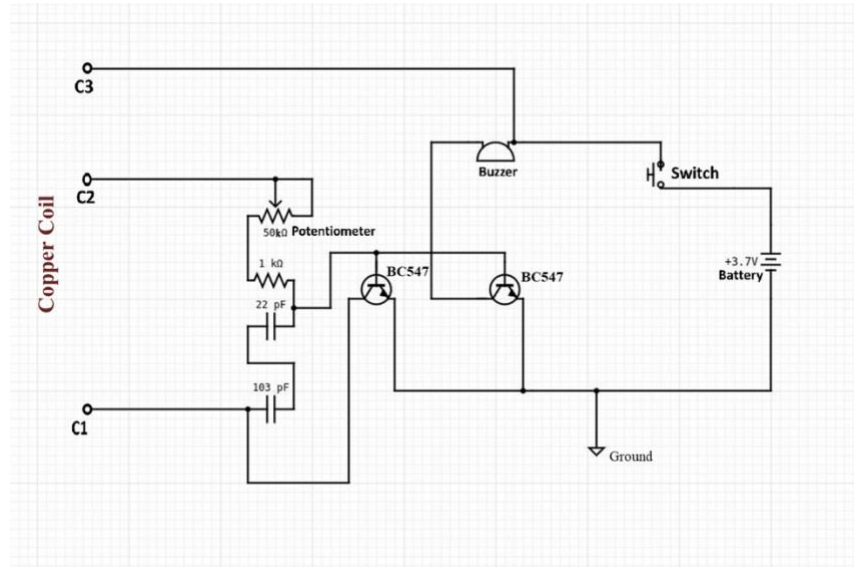 C3
Buzzer
Switch
C2
Copper Coil
50kΩ Potentiometer
1 kΩ
+3.7V
Battery
BC547
BC547
22 pF
103 pF
C1
Ground